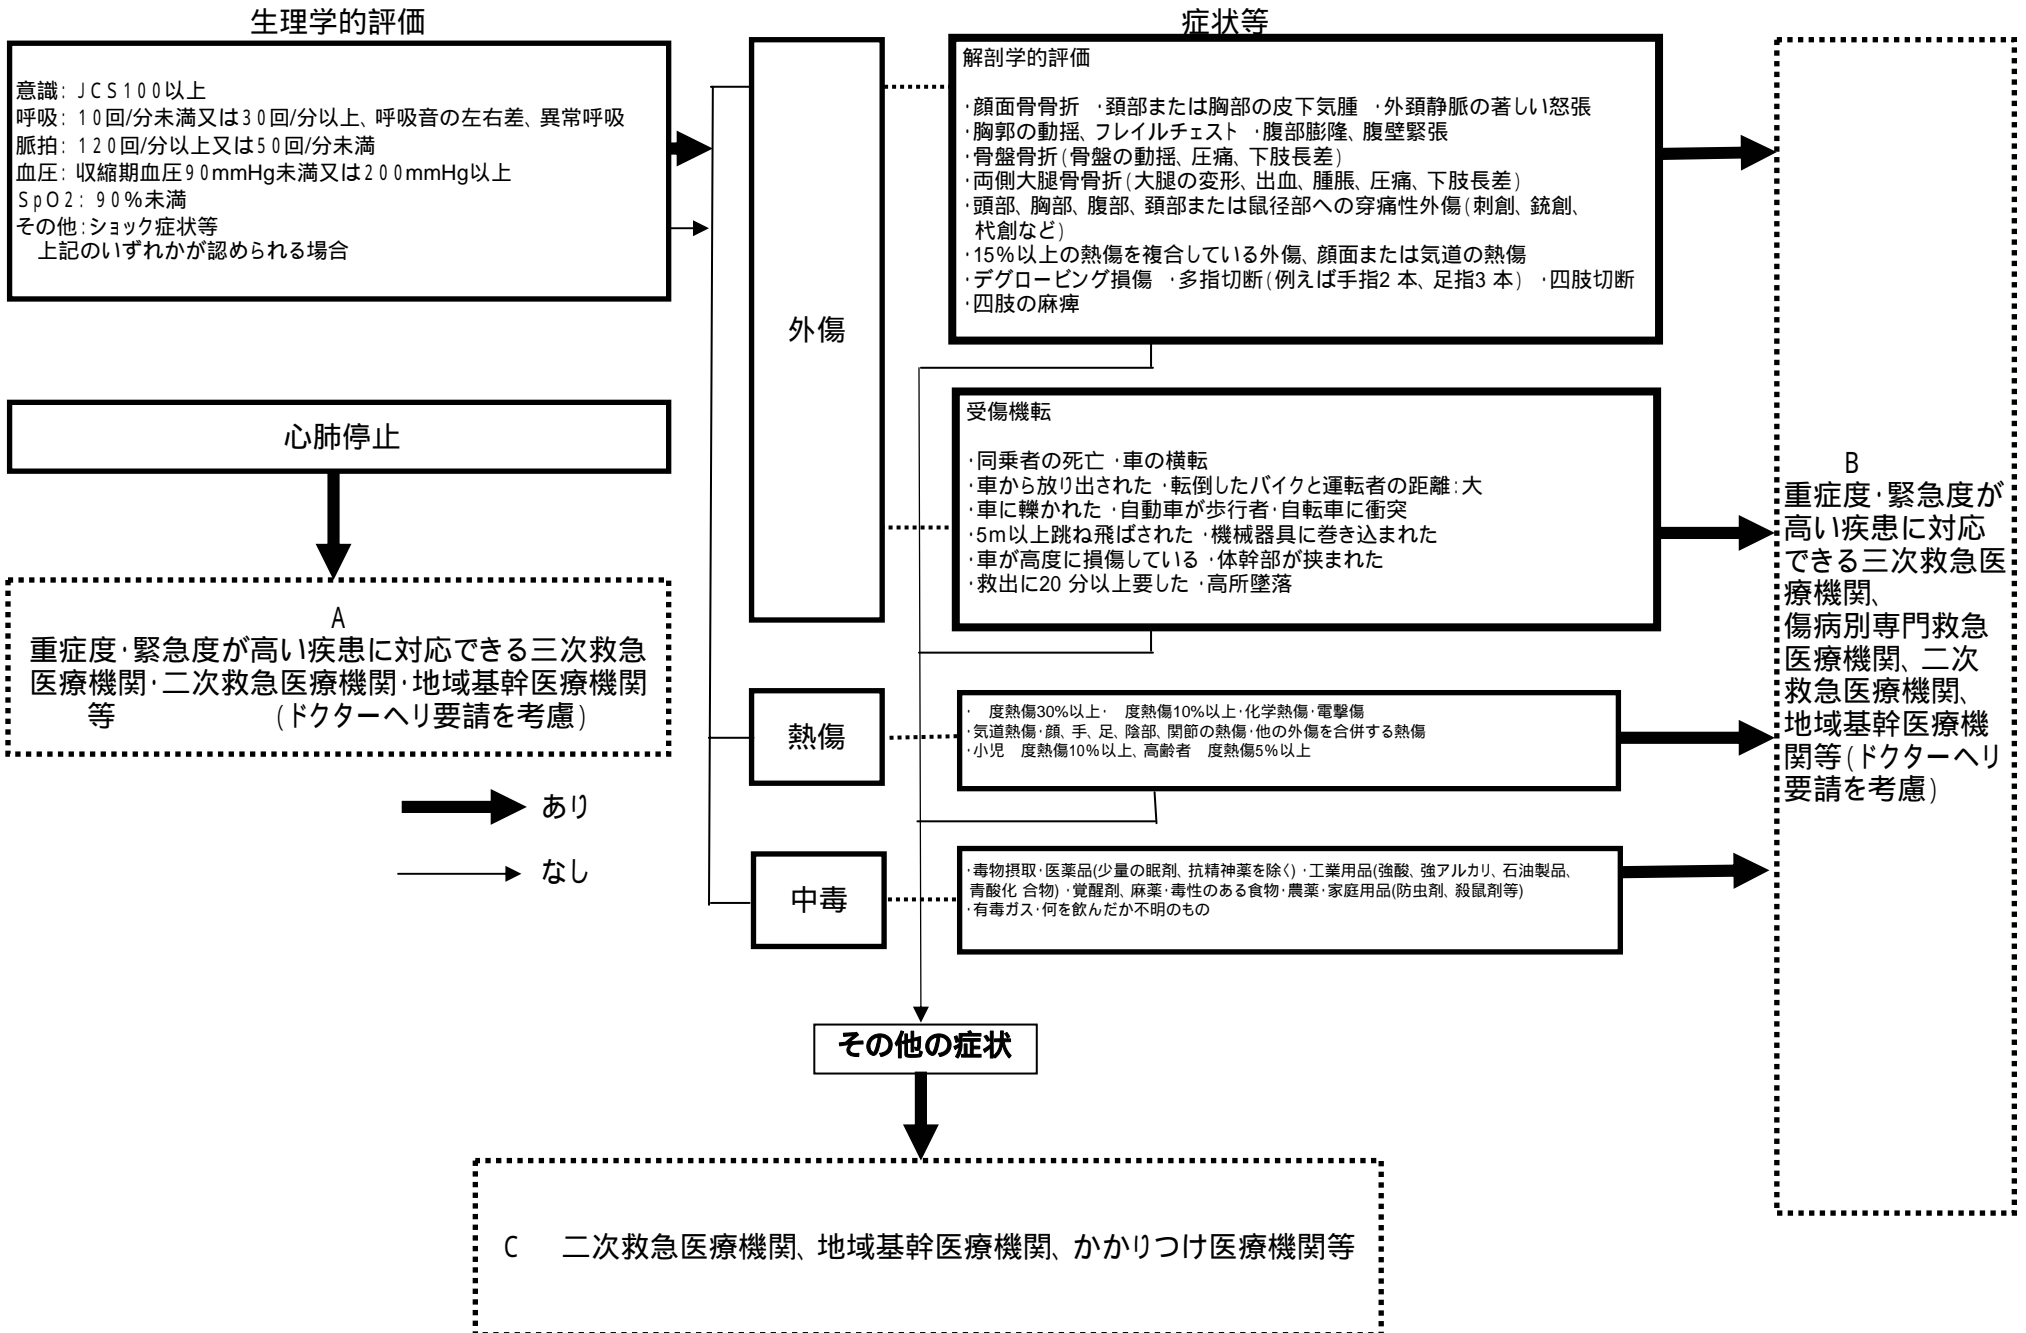 生理学的評価
意識：ＪＣＳ１００以上
呼吸：１０回/分未満又は３０回/分以上、呼吸音の左右差、異常呼吸
脈拍：１２０回/分以上又は５０回/分未満
血圧：収縮期血圧９０mmHg未満又は２００mmHg以上
ＳｐＯ２：９０％未満
その他：ショック症状等
上記のいずれかが認められる場合
心肺停止
A
重症度・緊急度が高い疾患に対応できる三次救急
医療機関・二次救急医療機関・地域基幹医療機関
等　　　　　　（ドクターヘリ要請を考慮）
あり
なし
外傷
熱傷
中毒
症状等
解剖学的評価
・顔面骨骨折　・頚部または胸部の皮下気腫　・外頚静脈の著しい怒張
・胸郭の動揺、フレイルチェスト　・腹部膨隆、腹壁緊張
・骨盤骨折（骨盤の動揺、圧痛、下肢長差）
・両側大腿骨骨折（大腿の変形、出血、腫脹、圧痛、下肢長差）
・頭部、胸部、腹部、頚部または鼠径部への穿痛性外傷（刺創、銃創、
杙創など）
・15％以上の熱傷を複合している外傷、顔面または気道の熱傷
・デグロービング損傷　・多指切断（例えば手指2 本、足指3 本）　・四肢切断
・四肢の麻痺
受傷機転
・同乗者の死亡 ・車の横転
・車から放り出された ・転倒したバイクと運転者の距離：大
・車に轢かれた ・自動車が歩行者・自転車に衝突
・5ｍ以上跳ね飛ばされた ・機械器具に巻き込まれた
・車が高度に損傷している ・体幹部が挟まれた
・救出に20 分以上要した ・高所墜落
・　度熱傷30%以上・　度熱傷10%以上・化学熱傷・電撃傷
・気道熱傷・顔、手、足、陰部、関節の熱傷・他の外傷を合併する熱傷
・小児　度熱傷10％以上、高齢者　度熱傷5％以上
・毒物摂取・医薬品(少量の眠剤、抗精神薬を除く) ・工業用品(強酸、強アルカリ、石油製品、
青酸化 合物) ・覚醒剤、麻薬・毒性のある食物・農薬・家庭用品(防虫剤、殺鼠剤等)
・有毒ガス・何を飲んだか不明のもの
B
重症度・緊急度が
高い疾患に対応
できる三次救急医
療機関、
傷病別専門救急
医療機関、二次
救急医療機関、
地域基幹医療機
関等（ドクターヘリ
要請を考慮）
その他の症状
C　二次救急医療機関、地域基幹医療機関、かかりつけ医療機関等